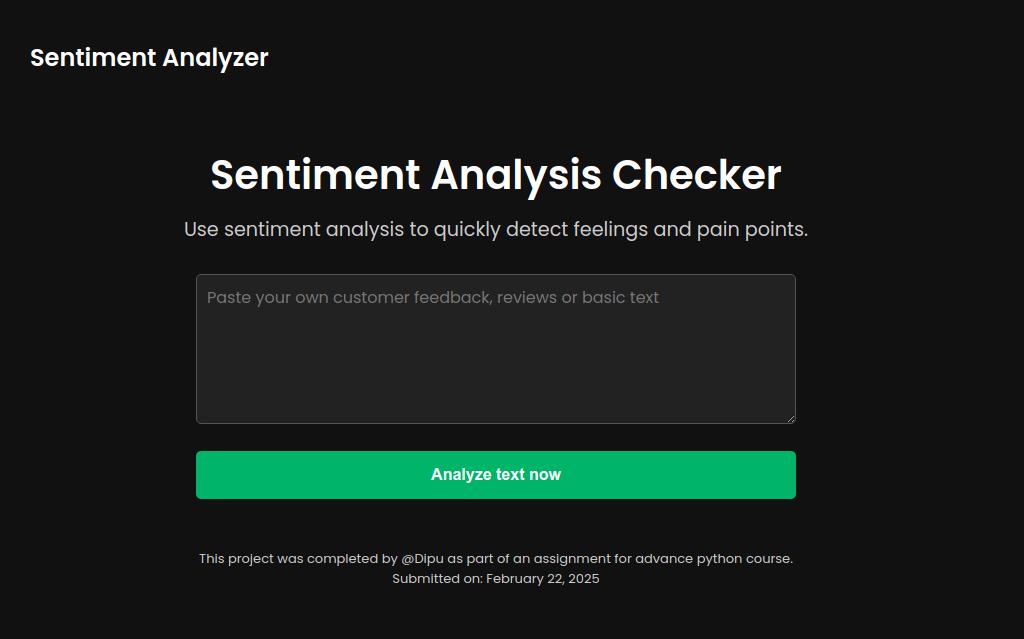 Sentiment Analyzer
Sentiment Analysis Checker
Use sentiment analysis to quickly detect feelings and pain points.
Paste your own customer feedback, reviews or basic text
Analyze text now
This project was completed by @Dipu as part of an assignment for advance python course.
Submitted on: February 22, 2025